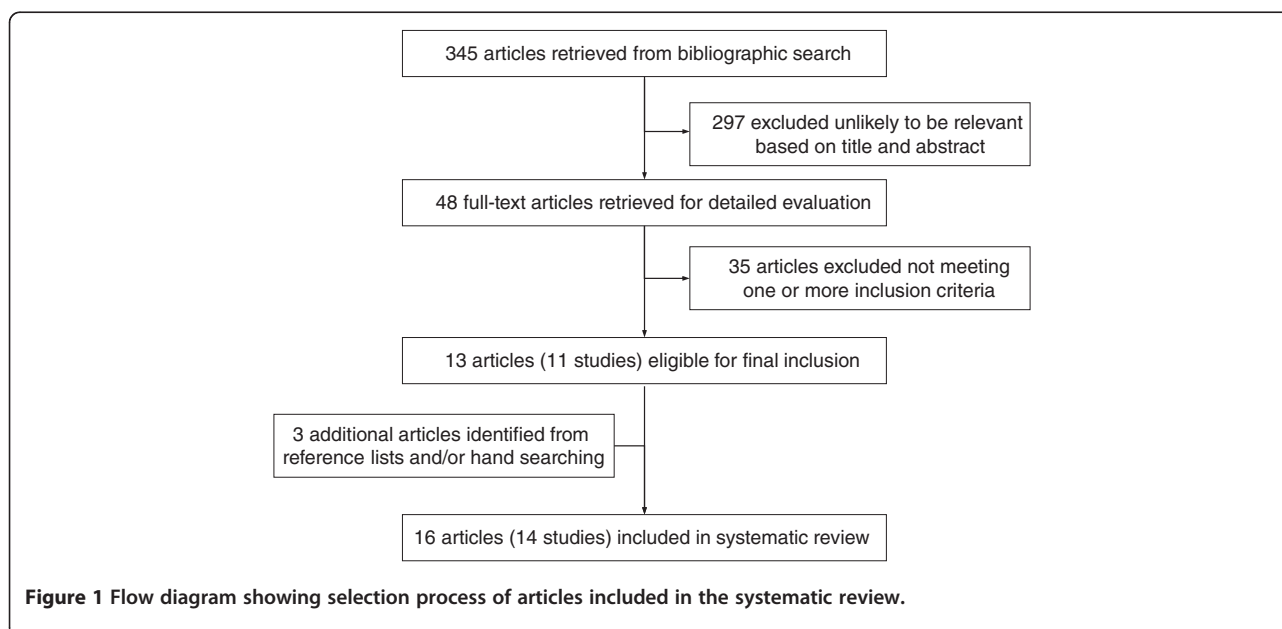 345 articles retrieved from bibliographic search
297 excluded unlikely to be relevant
based on title and abstract
48 full-text articles retrieved for detailed evaluation
35 articles excluded not meeting
one or more inclusion criteria
13 articles (11 studies) eligible for final inclusion
3 additional articles identified from
reference lists and/or hand searching
16 articles (14 studies) included in systematic review
Figure 1 Flow diagram showing selection process of articles included in the systematic review.